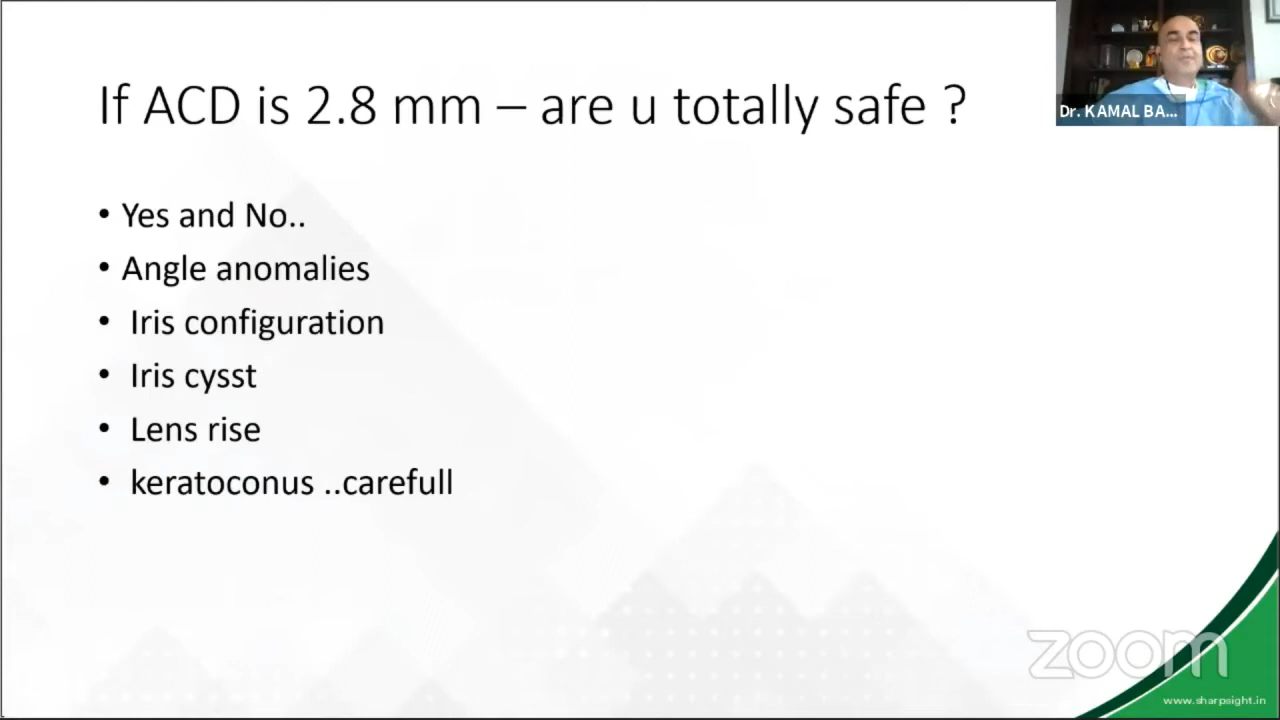 If ACD is 2.8 mm – are u totally safe ?
Dr. KAMAL BA...
• Yes and No..
• Angle anomalies
• Iris configuration
• Iris cysst
• Lens rise
• keratoconus ..carefull
zoom
www.sharpsight.in